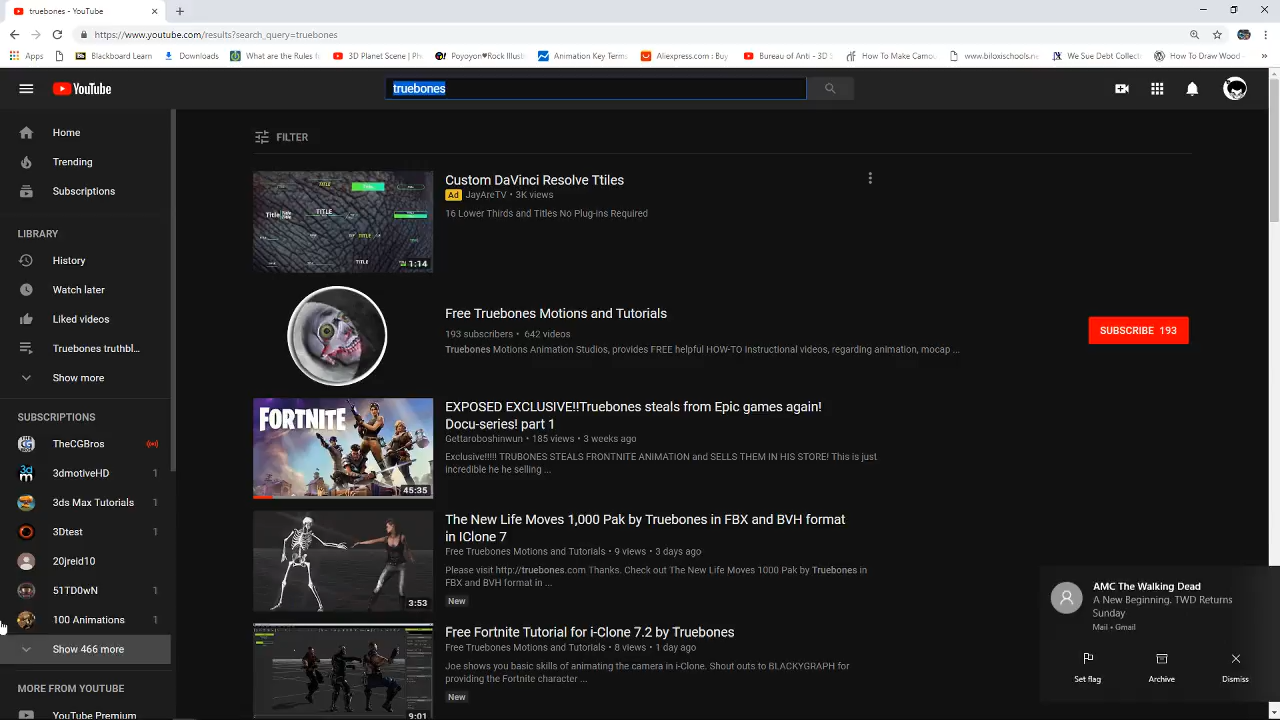 truebones - YouTube
https://www.youtube.com/results?search_query=truebones
Apps
Blackboard Learn
Downloads
What are the Rules f
3D Planet Scene | Ph
Popoyon♥Rock Illus
Animation Key Term
Aliexpress.com : Buy
Bureau of Anti - 3D S
How To Make Camou
www.biloxischools.n
We Sue Debt Collect
How To Draw Wood -
YouTube
truebones
Home
Trending
Subscriptions
LIBRARY
History
Watch later
Liked videos
Truebones truthbl...
Show more
SUBSCRIPTIONS
TheCGBros
3dmotiveHD 1
3ds Max Tutorials 1
3Dtest 1
20jreid10
51TD0wN 1
100 Animations 1
Show 463 more
MORE FROM YOUTUBE
YouTube Premium
FILTER
1:14
Custom DaVinci Resolve Ttiles
Ad JayAreTV • 3K views
16 Lower Thirds and Titles No Plug-ins Required
Free Truebones Motions and Tutorials
193 subscribers • 642 videos
Truebones Motions Animation Studios, provides FREE helpful HOW-TO instructional videos, regarding animation, mocap ...
SUBSCRIBE 193
FORTNITE
45:35
EXPOSED EXCLUSIVE!!Truebones steals from Epic games again!
Docu-series! part 1
Gettaroboshinwun • 185 views • 3 weeks ago
Exclusive!!!!! TRUBONES STEALS FRONTNITE ANIMATION and SELLS THEM IN HIS STORE! This is just
incredible he he selling ...
3:53
The New Life Moves 1,000 Pak by Truebones in FBX and BVH format
in IClone 7
Free Truebones Motions and Tutorials • 9 views • 3 days ago
Please visit http://truebones.com Thanks. Check out The New Life Moves 1000 Pak by Truebones in
FBX and BVH format in ...
New
9:01
Free Fortnite Tutorial for i-Clone 7.2 by Truebones
Free Truebones Motions and Tutorials • 8 views • 1 day ago
Joe shows you basic skills of animating the camera in i-Clone. Shout outs to BLACKYGRAPH for
providing the Fortnite character ...
New
AMC The Walking Dead
A New Beginning. TWD Returns
Sunday
Mail • Gmail
Set flag
Archive
Dismiss